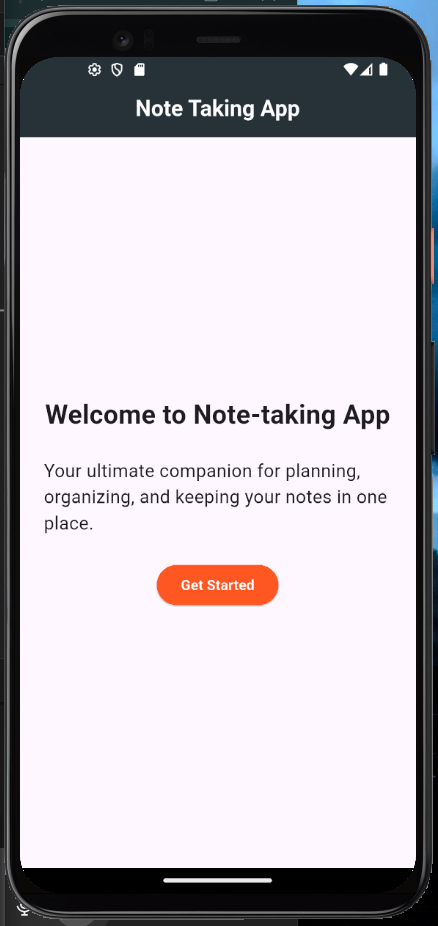 Note Taking App
Welcome to Note-taking App
Your ultimate companion for planning,
organizing, and keeping your notes in one
place.
Get Started